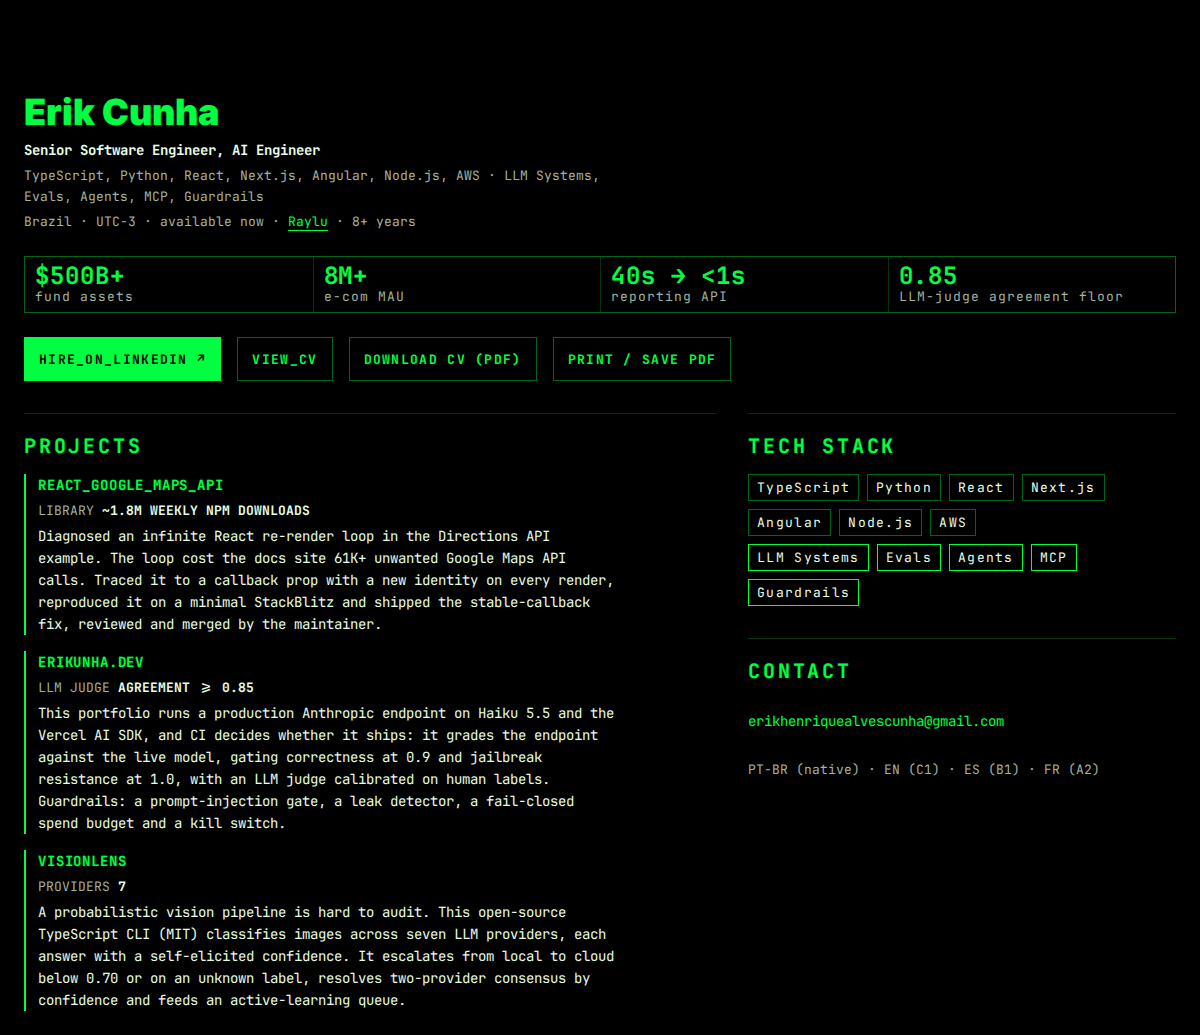 Erik Cunha
Senior Software Engineer, AI Engineer
TypeScript, Python, React, Next.js, Angular, Node.js, AWS · LLM Systems,
Evals, Agents, MCP, Guardrails
Brazil · UTC-3 · available now · Raylu · 8+ years
$500B+
fund assets
8M+
e-com MAU
40s → <1s
reporting API
0.85
LLM-judge agreement floor
HIRE_ON_LINKEDIN ↗
VIEW_CV
DOWNLOAD CV (PDF)
PRINT / SAVE PDF
PROJECTS
REACT_GOOGLE_MAPS_API
LIBRARY ~1.8M WEEKLY NPM DOWNLOADS
Diagnosed an infinite React re-render loop in the Directions API
example. The loop cost the docs site 61K+ unwanted Google Maps API
calls. Traced it to a callback prop with a new identity on every render,
reproduced it on a minimal StackBlitz and shipped the stable-callback
fix, reviewed and merged by the maintainer.
ERIKUNHA.DEV
LLM JUDGE AGREEMENT ≥ 0.85
This portfolio runs a production Anthropic endpoint on Haiku 5.5 and the
Vercel AI SDK, and CI decides whether it ships: it grades the endpoint
against the live model, gating correctness at 0.9 and jailbreak
resistance at 1.0, with an LLM judge calibrated on human labels.
Guardrails: a prompt-injection gate, a leak detector, a fail-closed
spend budget and a kill switch.
VISIONLENS
PROVIDERS 7
A probabilistic vision pipeline is hard to audit. This open-source
TypeScript CLI (MIT) classifies images across seven LLM providers, each
answer with a self-elicited confidence. It escalates from local to cloud
below 0.70 or on an unknown label, resolves two-provider consensus by
confidence and feeds an active-learning queue.
TECH STACK
TypeScript
Python
React
Next.js
Angular
Node.js
AWS
LLM Systems
Evals
Agents
MCP
Guardrails
CONTACT
erikhenriquealvescunha@gmail.com
PT-BR (native) · EN (C1) · ES (B1) · FR (A2)